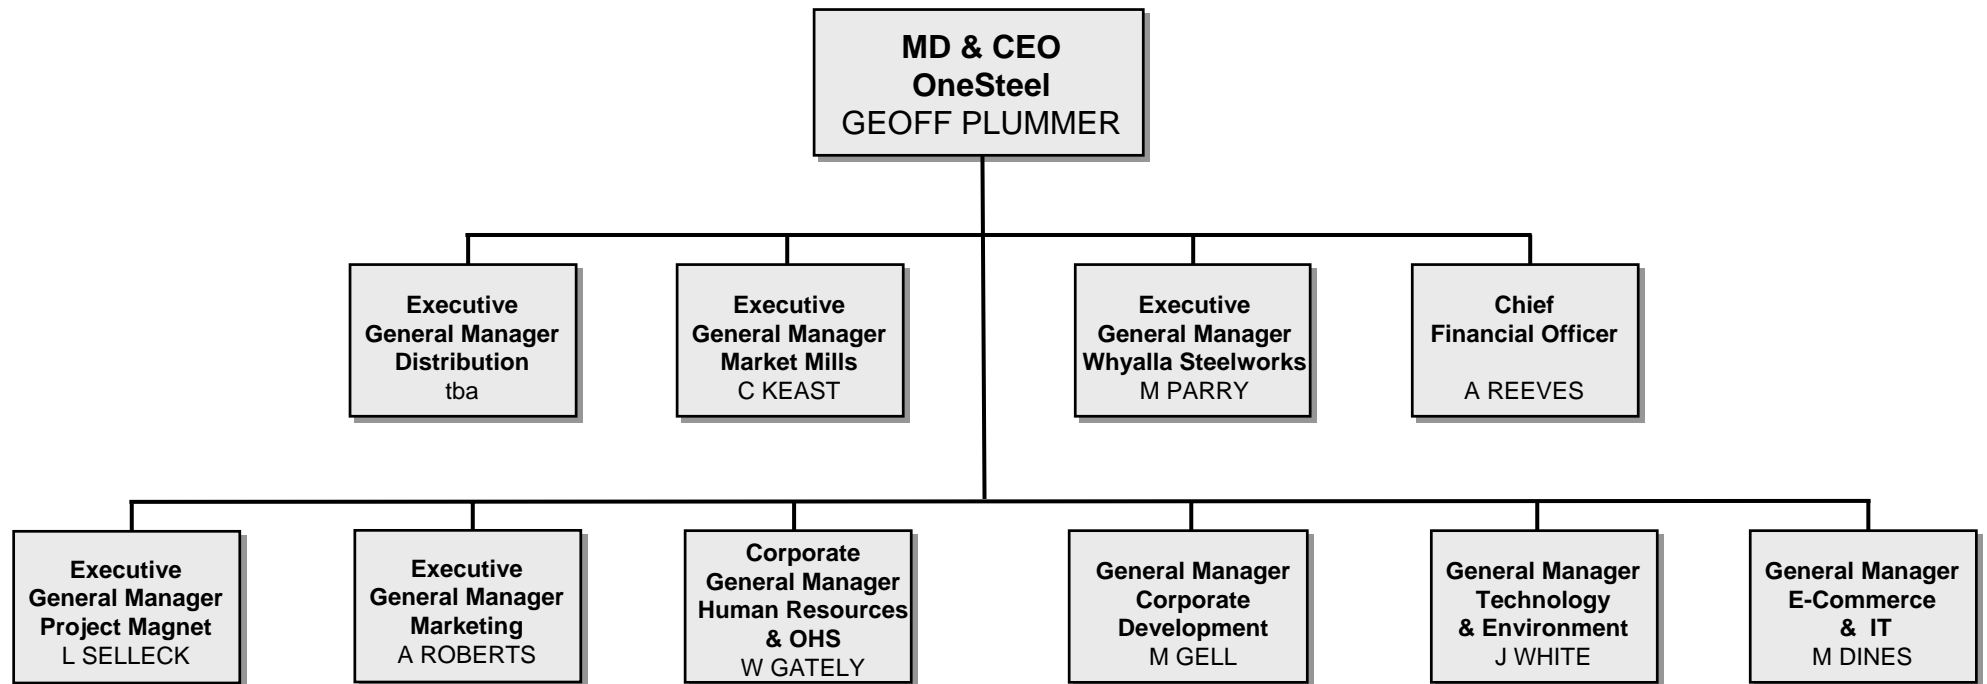 MD & CEO
OneSteel
GEOFF PLUMMER
Executive
General Manager
Distribution
tba
Executive
General Manager
Market Mills
C KEAST
Executive
General Manager
Whyalla Steelworks
M PARRY
Chief
Financial Officer
A REEVES
Executive
General Manager
Project Magnet
L SELLECK
Executive
General Manager
Marketing
A ROBERTS
Corporate
General Manager
Human Resources
& OHS
W GATELY
General Manager
Corporate
Development
M GELL
General Manager
Technology
& Environment
J WHITE
General Manager
E-Commerce
& IT
M DINES